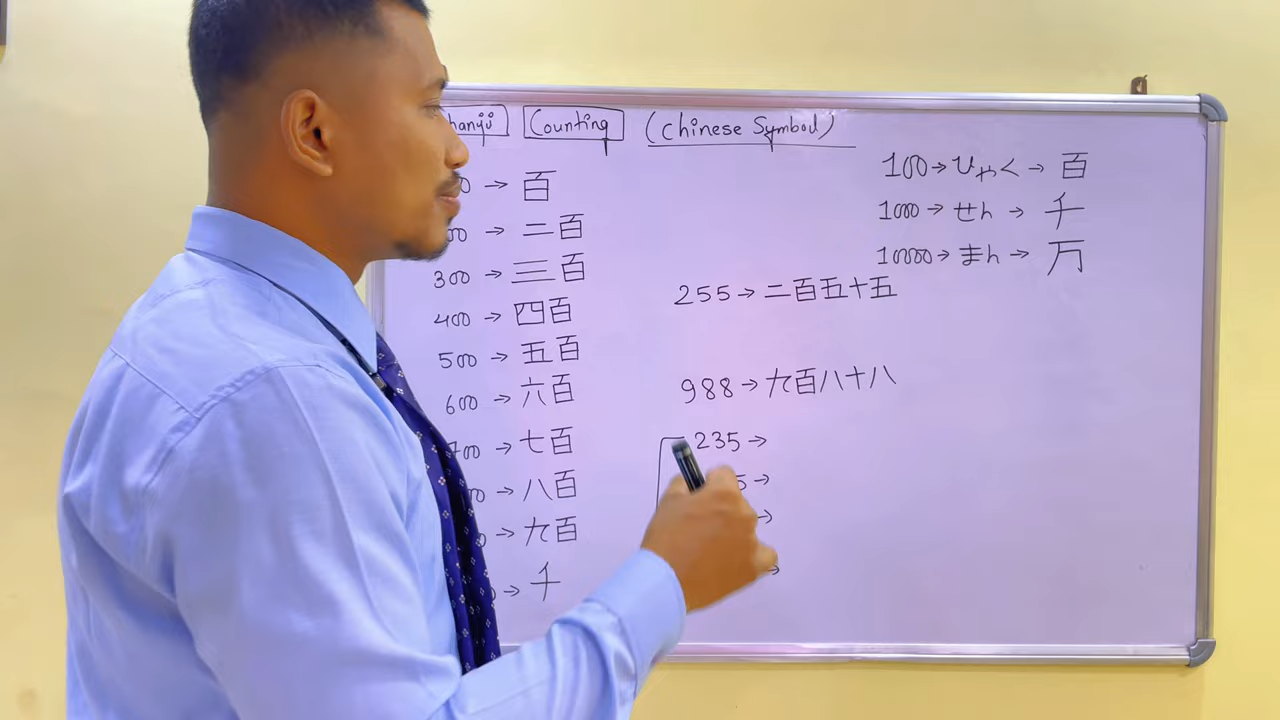 hanji Counting (Chinese Symbol)
→ 百
→ 二百
300 → 三百
400 → 四百
500 → 五百
600 → 六百
→ 七百
→ 八百
→ 九百
→ 千
100 → ひゃく → 百
1000 → せん → 千
10000 → まん → 万
255 → 二百五十五
988 → 九百八十八
235 →
5 →
→
→